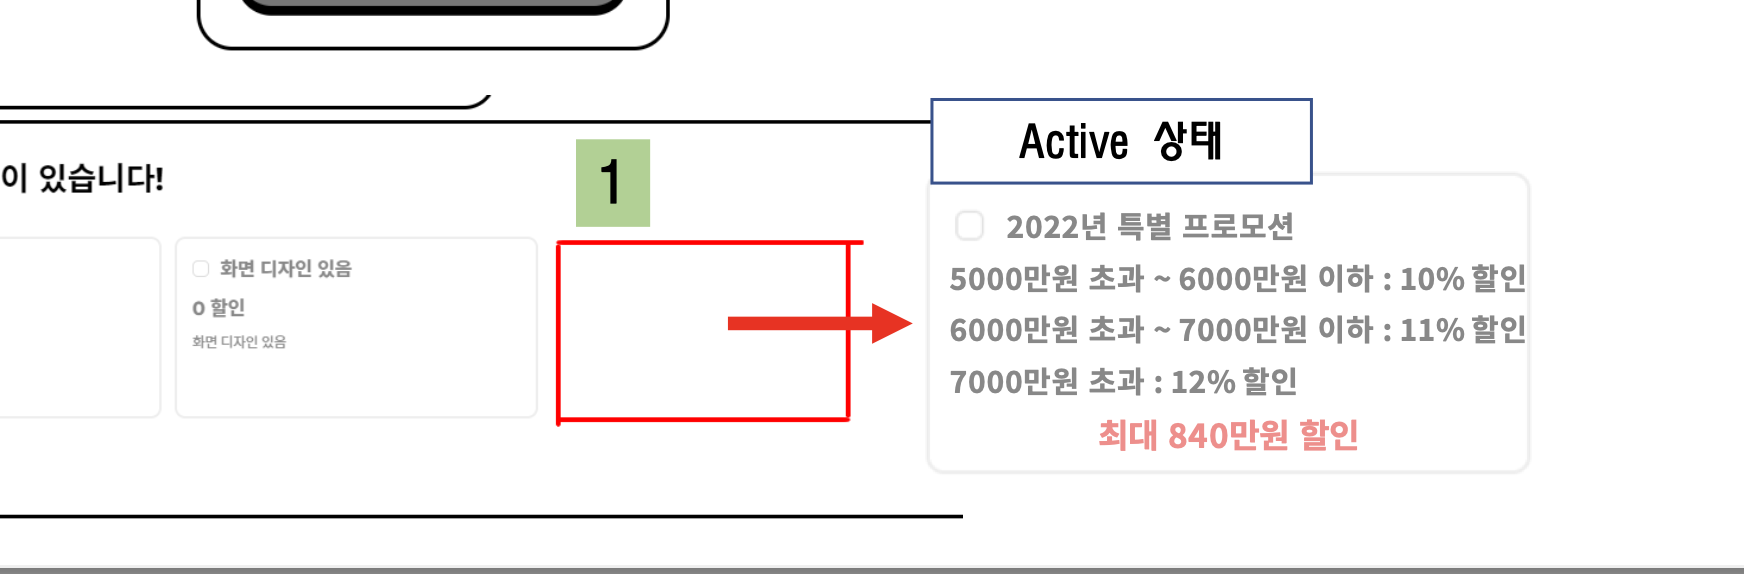 이 있습니다!
1
화면 디자인 있음
0 할인
화면 디자인 있음
Active 상태
2022년 특별 프로모션
5000만원 초과 ~ 6000만원 이하 : 10% 할인
6000만원 초과 ~ 7000만원 이하 : 11% 할인
7000만원 초과 : 12% 할인
최대 840만원 할인